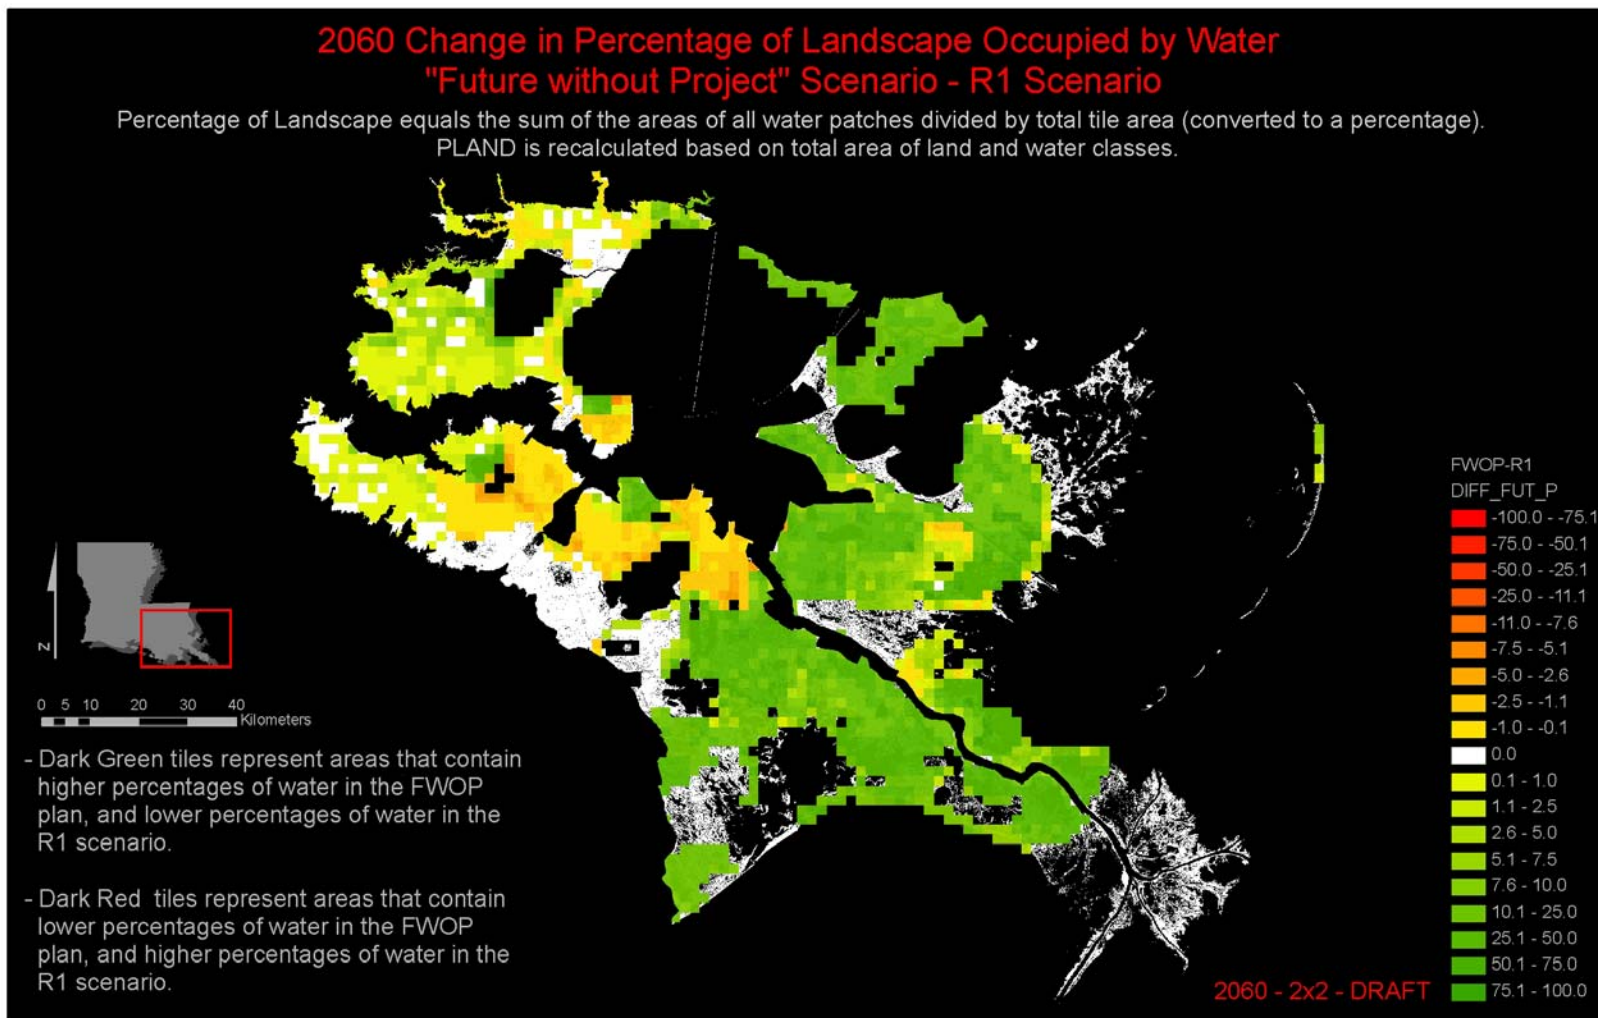 2060 Change in Percentage of Landscape Occupied by Water
"Future without Project" Scenario - R1 Scenario
Percentage of Landscape equals the sum of the areas of all water patches divided by total tile area (converted to a percentage).
PLAND is recalculated based on total area of land and water classes.
N
0 5 10 20 30 40
Kilometers
- Dark Green tiles represent areas that contain
higher percentages of water in the FWOP
plan, and lower percentages of water in the
R1 scenario.
- Dark Red tiles represent areas that contain
lower percentages of water in the FWOP
plan, and higher percentages of water in the
R1 scenario.
FWOP-R1
DIFF_FUT_P
-100.0 - -75.1
-75.0 - -50.1
-50.0 - -25.1
-25.0 - -11.1
-11.0 - -7.6
-7.5 - -5.1
-5.0 - -2.6
-2.5 - -1.1
-1.0 - -0.1
0.0
0.1 - 1.0
1.1 - 2.5
2.6 - 5.0
5.1 - 7.5
7.6 - 10.0
10.1 - 25.0
25.1 - 50.0
50.1 - 75.0
75.1 - 100.0
2060 - 2x2 - DRAFT